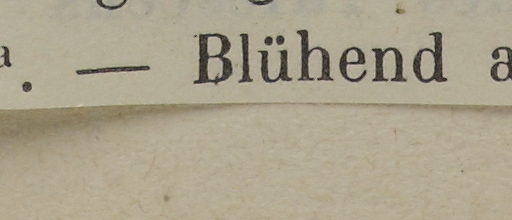 a. — Blühend a